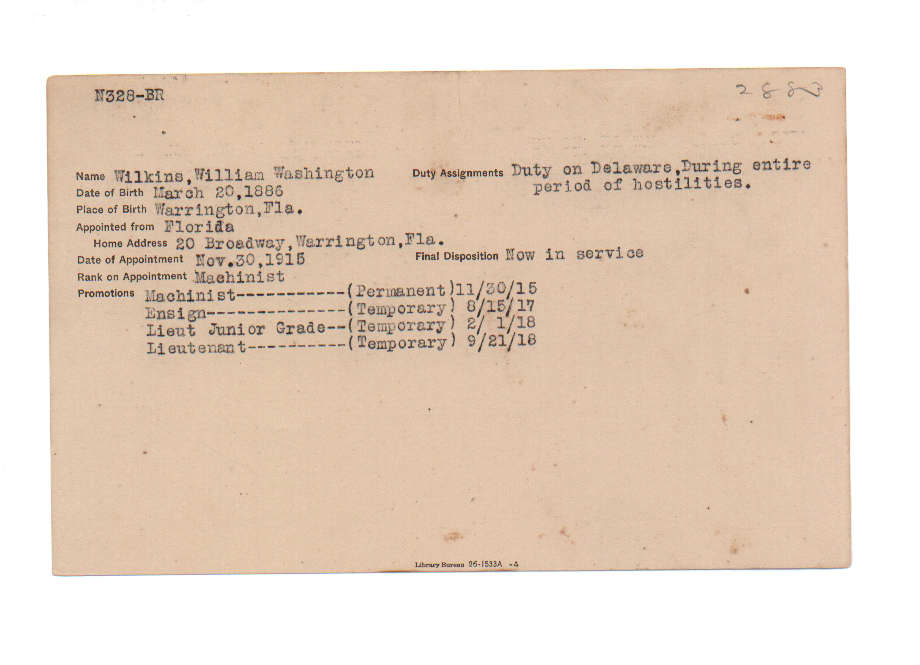 N328-BR
2883
Name Wilkins,William Washington
Date of Birth March 20,1886
Place of Birth Warrington,Fla.
Appointed from Florida
Home Address 20 Broadway,Warrington,Fla.
Date of Appointment Nov.30,1915
Rank on Appointment Machinist
Promotions Machinist------------(Permanent)11/30/15
Ensign---------------(Temporary) 8/15/17
Lieut Junior Grade--(Temporary) 2/ 1/18
Lieutenant----------(Temporary) 9/21/18
Duty Assignments Duty on Delaware,During entire
period of hostilities.
Final Disposition Now in service
Library Bureau 26-1533A